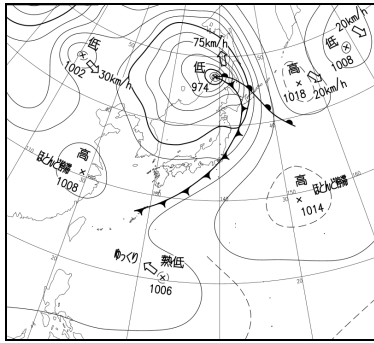 低
1002
30km/h
75km/h
低
974
高
1018
20km/h
20km/h
低
1008
高
1008
ほとんど停滞
高
1014
ほとんど停滞
ゆっくり
熱低
1006